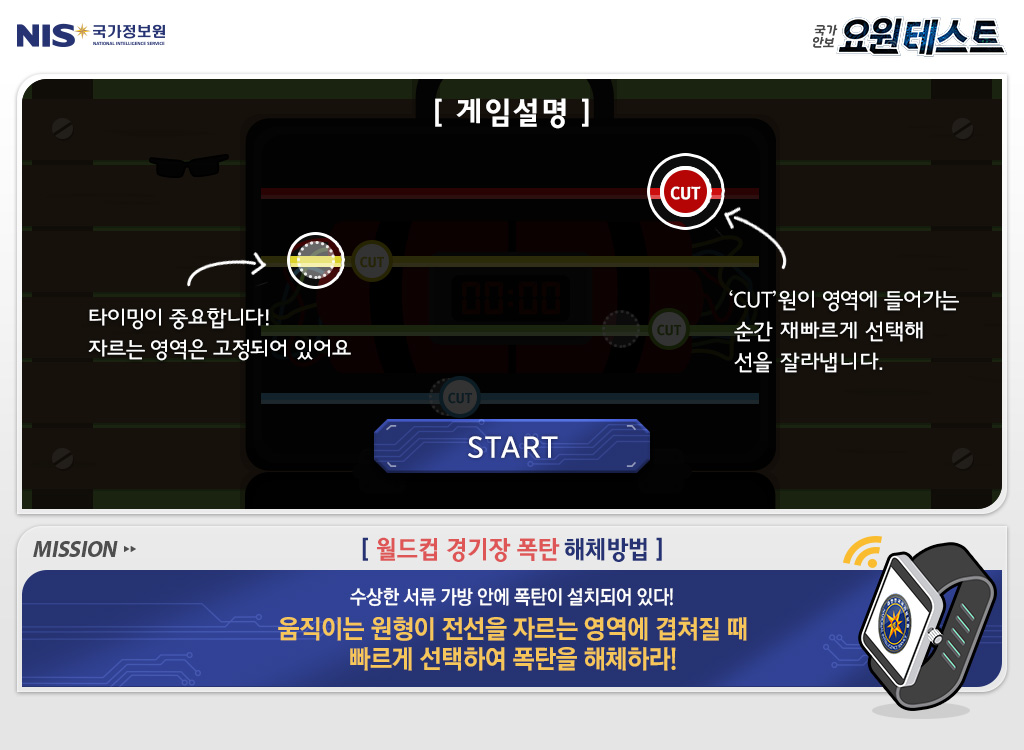 NIS 국가정보원
NATIONAL INTELLIGENCE SERVICE
국가
안보
요원테스트
[ 게임설명 ]
CUT
CUT
타이밍이 중요합니다!
자르는 영역은 고정되어 있어요
00:00
‘CUT’원이 영역에 들어가는
순간 재빠르게 선택해
선을 잘라냅니다.
CUT
CUT
START
MISSION
[ 월드컵 경기장 폭탄 해체방법 ]
수상한 서류 가방 안에 폭탄이 설치되어 있다!
움직이는 원형이 전선을 자르는 영역에 겹쳐질 때
빠르게 선택하여 폭탄을 해체하라!